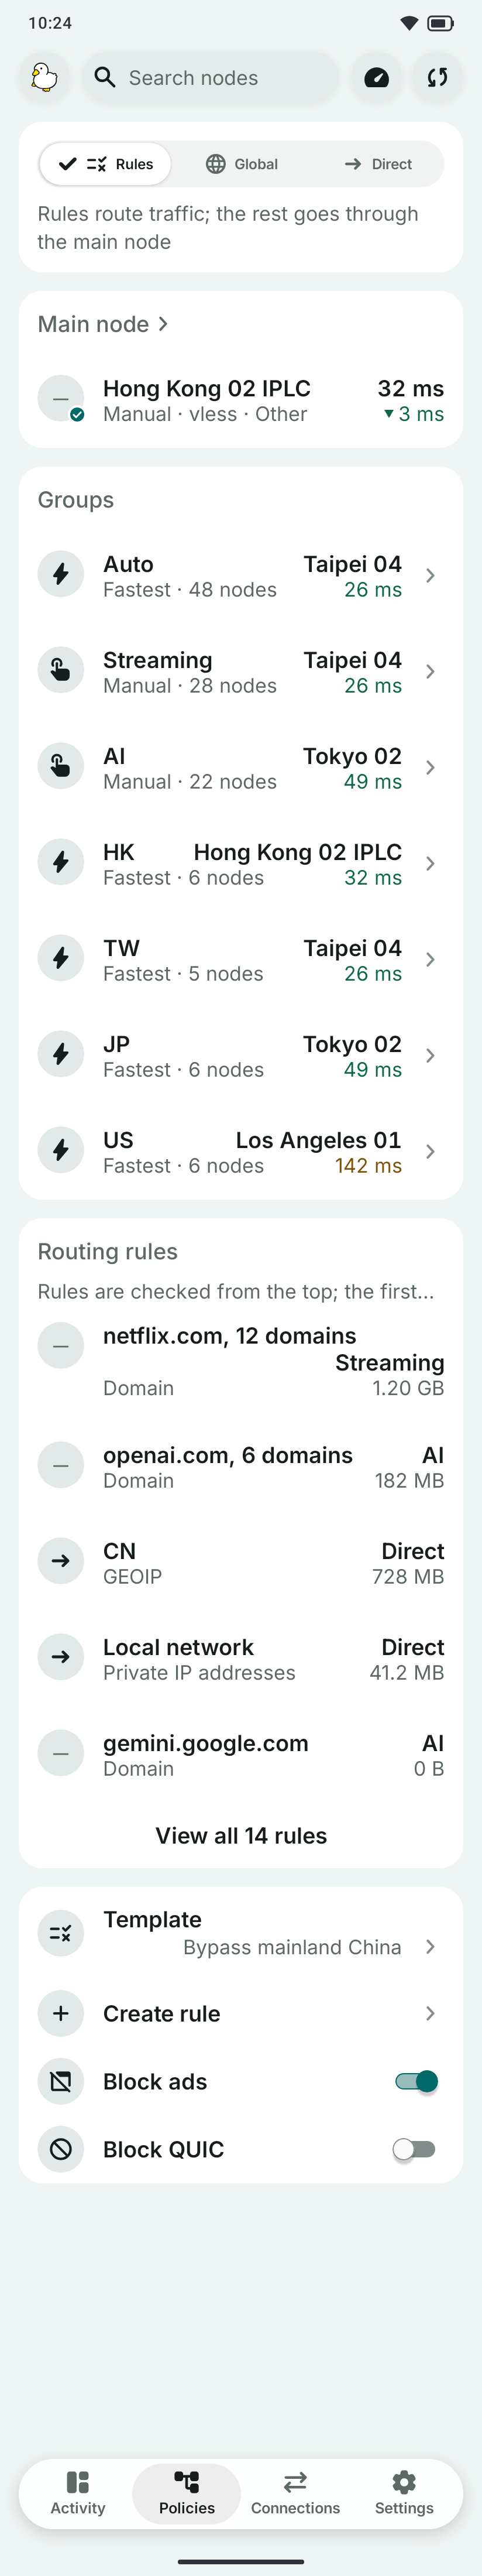 10:24
Search nodes
Rules
Global
Direct
Rules route traffic; the rest goes through
the main node
Main node
Hong Kong 02 IPLC
32 ms
Manual · vless · Other
▼3 ms
Groups
Auto
Taipei 04
Fastest · 48 nodes
26 ms
Streaming
Taipei 04
Manual · 28 nodes
26 ms
AI
Tokyo 02
Manual · 22 nodes
49 ms
HK
Hong Kong 02 IPLC
Fastest · 6 nodes
32 ms
TW
Taipei 04
Fastest · 5 nodes
26 ms
JP
Tokyo 02
Fastest · 6 nodes
49 ms
US
Los Angeles 01
Fastest · 6 nodes
142 ms
Routing rules
Rules are checked from the top; the first…
netflix.com, 12 domains
Streaming
Domain
1.20 GB
openai.com, 6 domains
AI
Domain
182 MB
CN
Direct
GEOIP
728 MB
Local network
Direct
Private IP addresses
41.2 MB
gemini.google.com
AI
Domain
0 B
View all 14 rules
Template
Bypass mainland China
Create rule
Block ads
Block QUIC
Activity
Policies
Connections
Settings